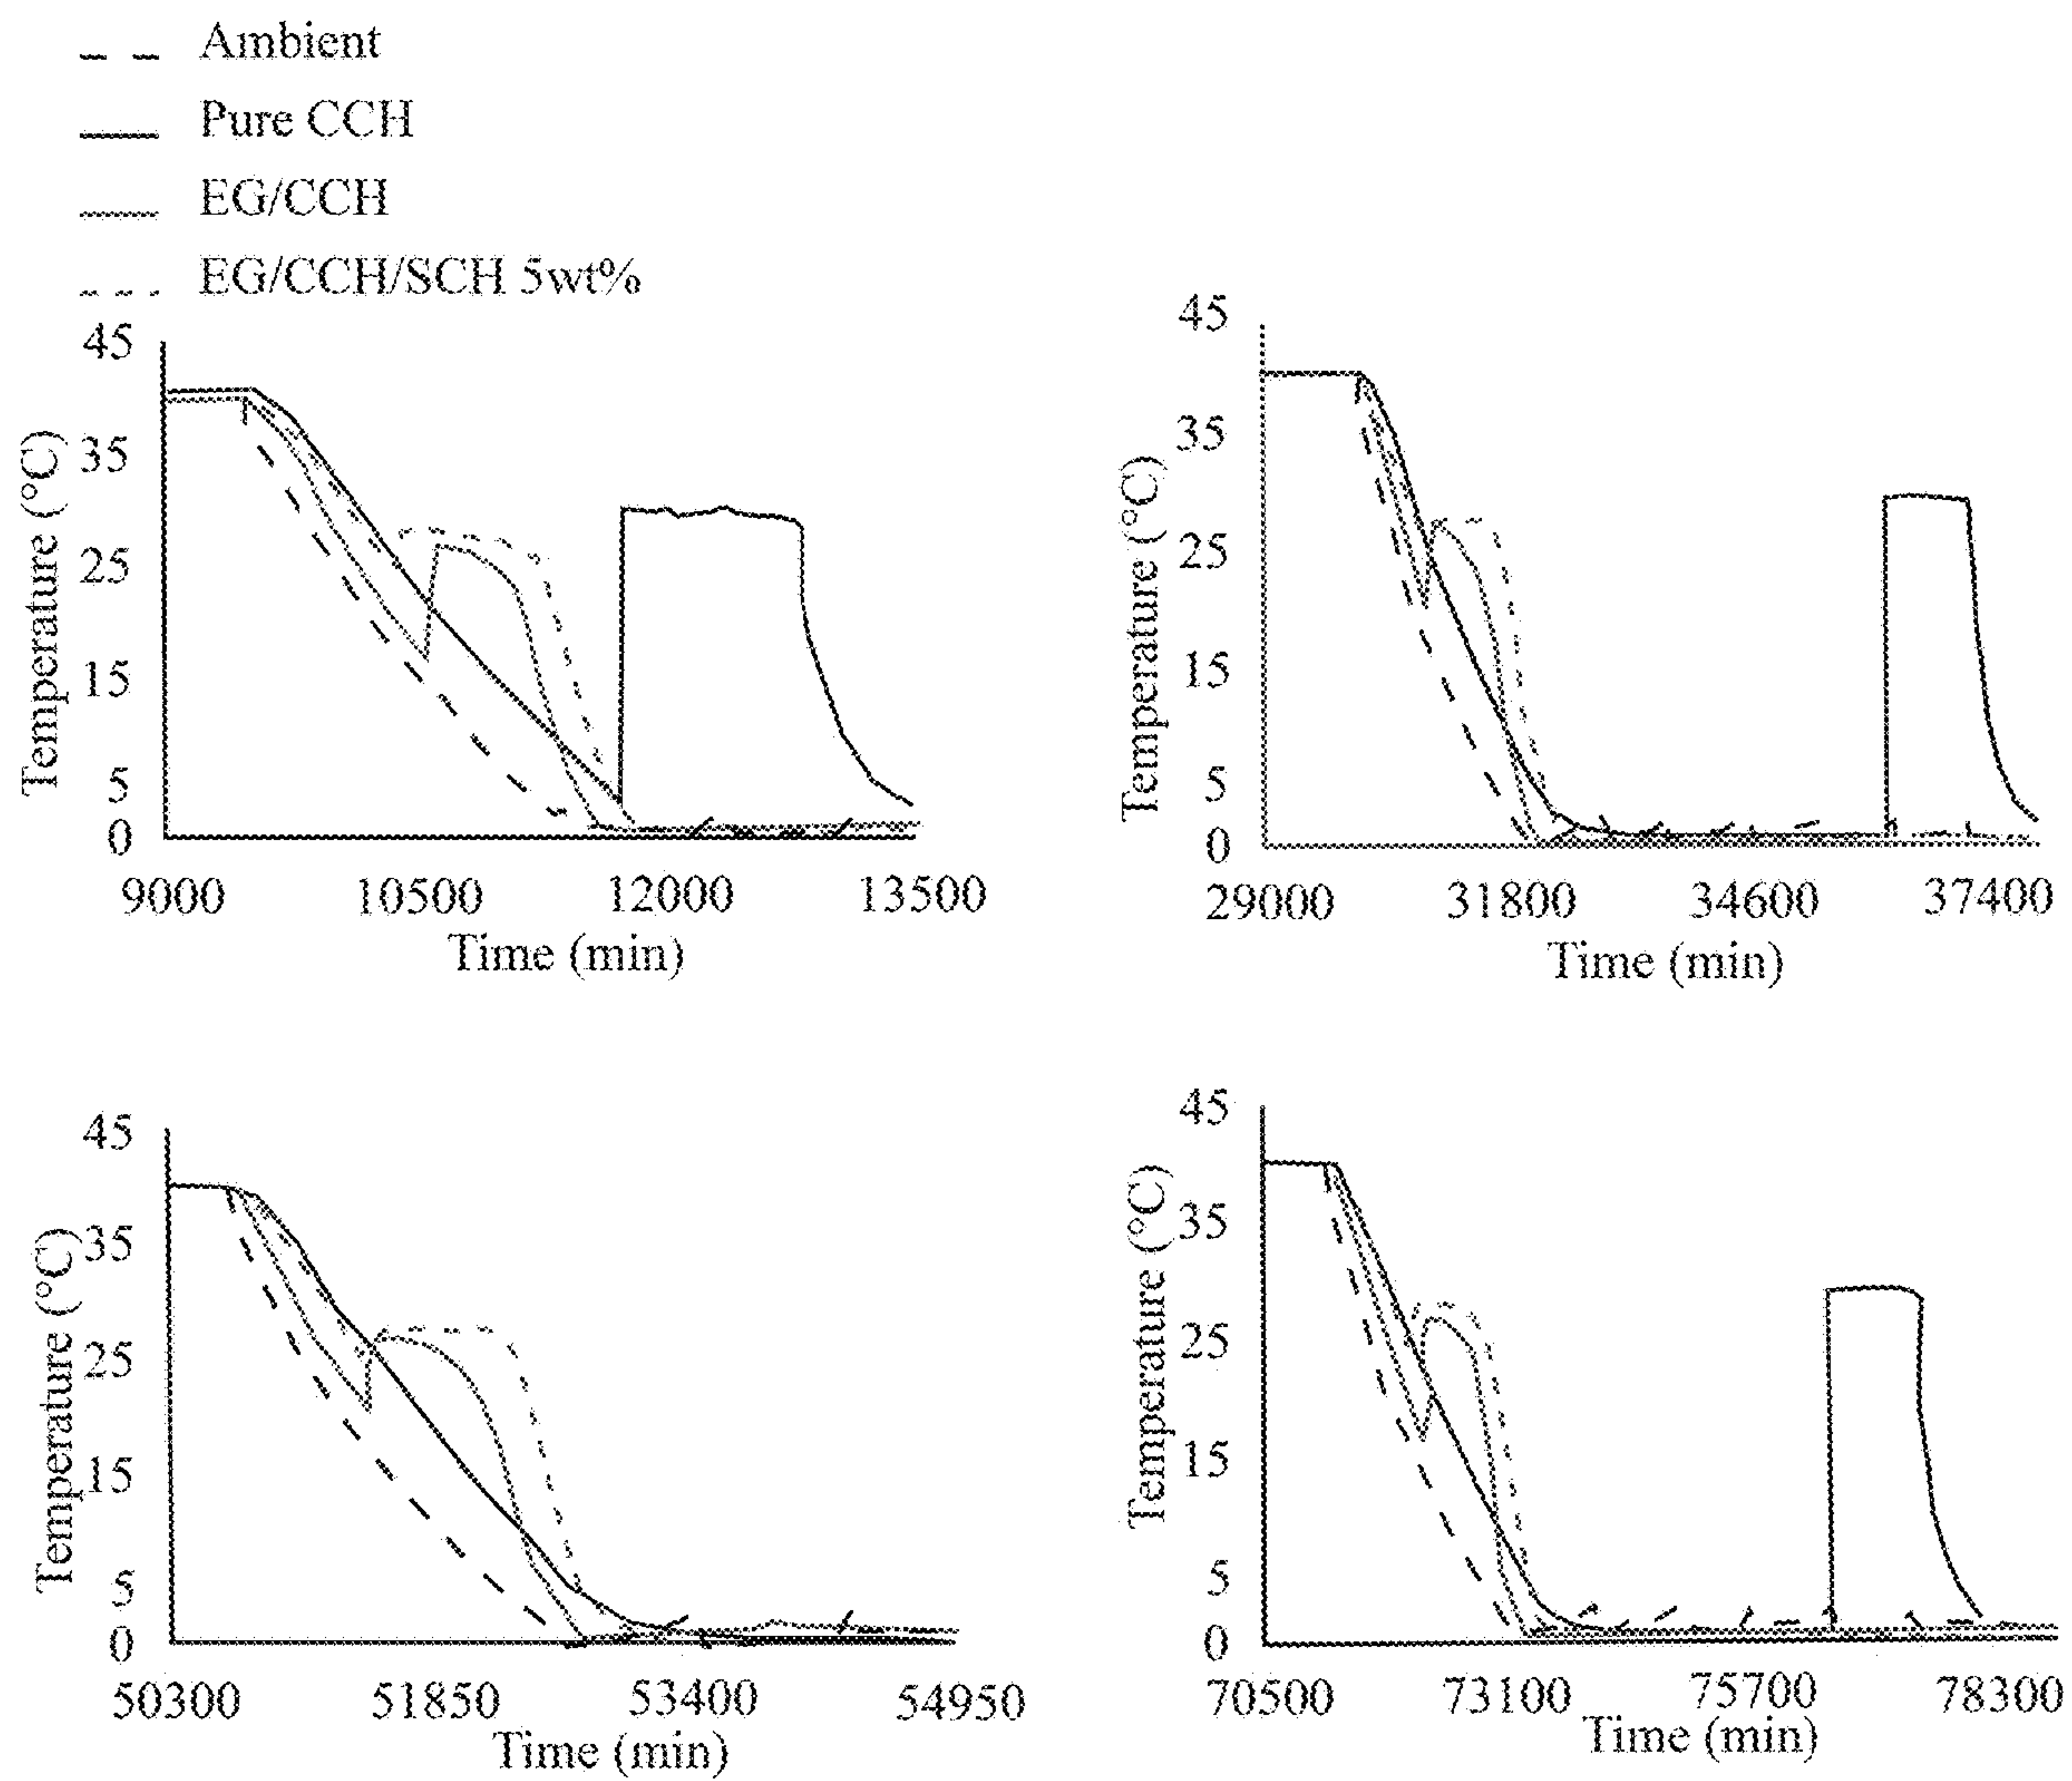 Ambient
Pure CCH
EG/CCH
EG/CCH/SCH 5wt%
45
35
25
15
5
0
Temperature (°C)
9000 10500 12000 13500
Time (min)
45
35
25
15
5
0
Temperature (°C)
29000 31800 34600 37400
Time (min)
45
35
25
15
5
0
Temperature (°C)
50300 51850 53400 54950
Time (min)
45
35
25
15
5
0
Temperature (°C)
70500 73100 75700 78300
Time (min)